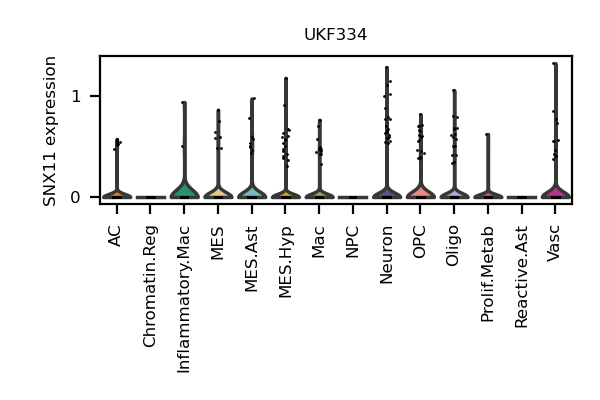 UKF334
SNX11 expression
1
0
AC
Chromatin.Reg
Inflammatory.Mac
MES
MES.Ast
MES.Hyp
Mac
NPC
Neuron
OPC
Oligo
Prolif.Metab
Reactive.Ast
Vasc